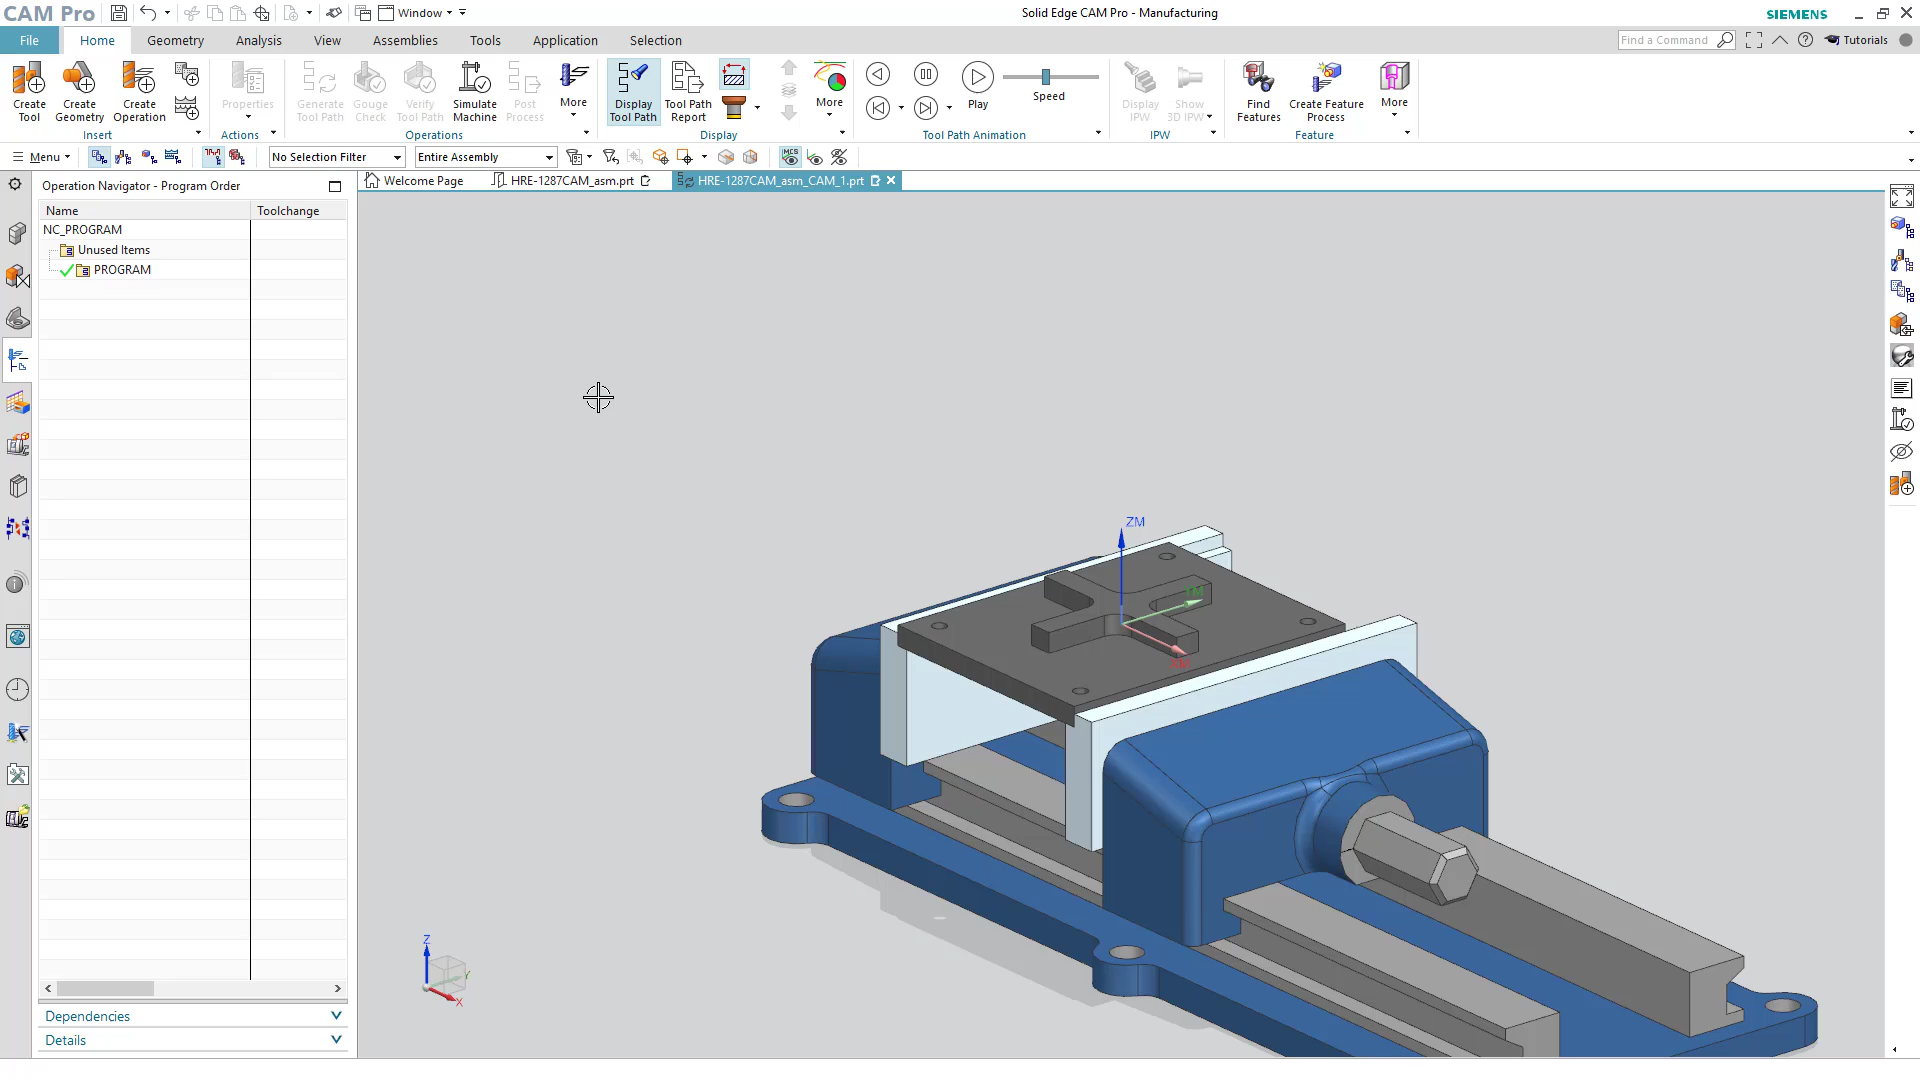 CAM Pro
Window
Solid Edge CAM Pro - Manufacturing
SIEMENS
File
Home
Geometry
Analysis
View
Assemblies
Tools
Application
Selection
Find a Command
Tutorials
Create Tool
Create Geometry
Create Operation
Properties
Generate Tool Path
Gouge Check
Verify Tool Path
Simulate Machine
Post Process
More
Display Tool Path
Tool Path Report
More
Play
Speed
Display IPW
Show 3D IPW
Find Features
Create Feature Process
More
Insert
Actions
Operations
Display
Tool Path Animation
IPW
Feature
Menu
No Selection Filter
Entire Assembly
MCS
Operation Navigator - Program Order
Welcome Page
HRE-1287CAM_asm.prt
HRE-1287CAM_asm_CAM_1.prt
Name
Toolchange
NC_PROGRAM
Unused Items
PROGRAM
ZM
YM
XM
Z
Y
X
Dependencies
Details